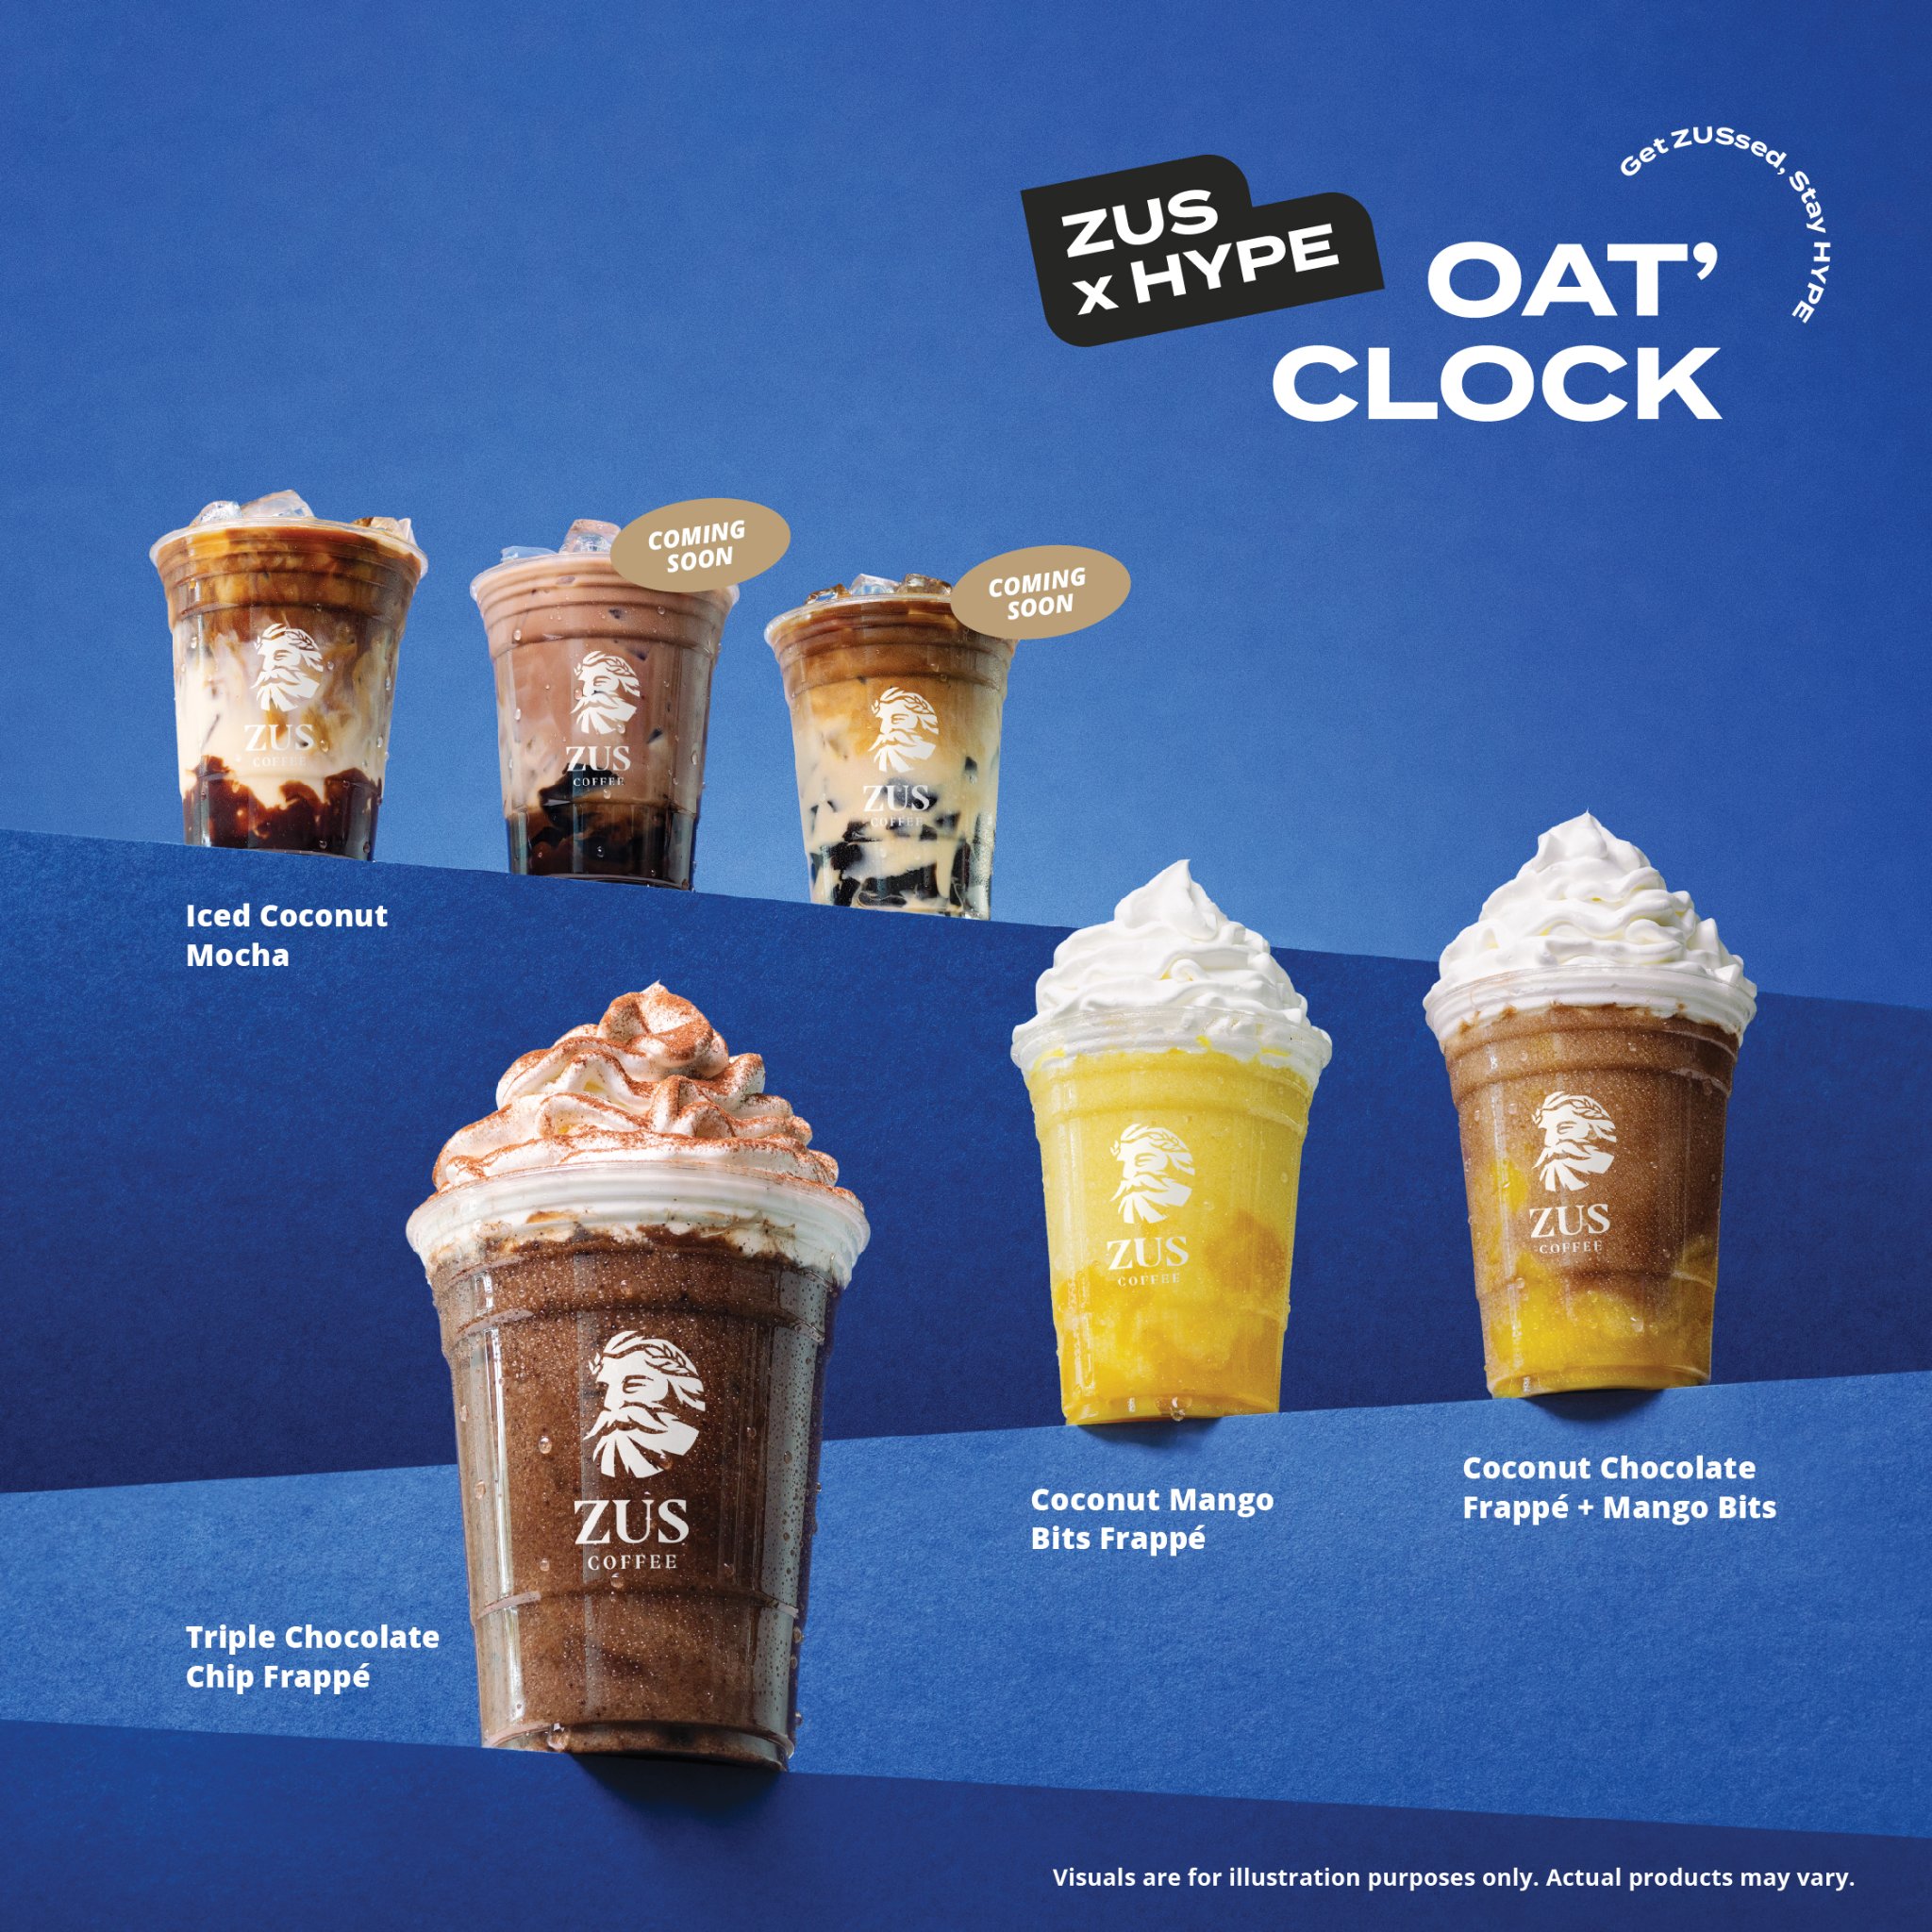 Get ZUSsed, Stay HYPE
ZUS
x HYPE
OAT’
CLOCK
COMING
SOON
COMING
SOON
ZUS
COFFEE
ZUS
COFFEE
ZUS
COFFEE
Iced Coconut
Mocha
ZUS
COFFEE
ZUS
COFFEE
ZUS
COFFEE
Coconut Mango
Bits Frappé
Coconut Chocolate
Frappé + Mango Bits
Triple Chocolate
Chip Frappé
Visuals are for illustration purposes only. Actual products may vary.